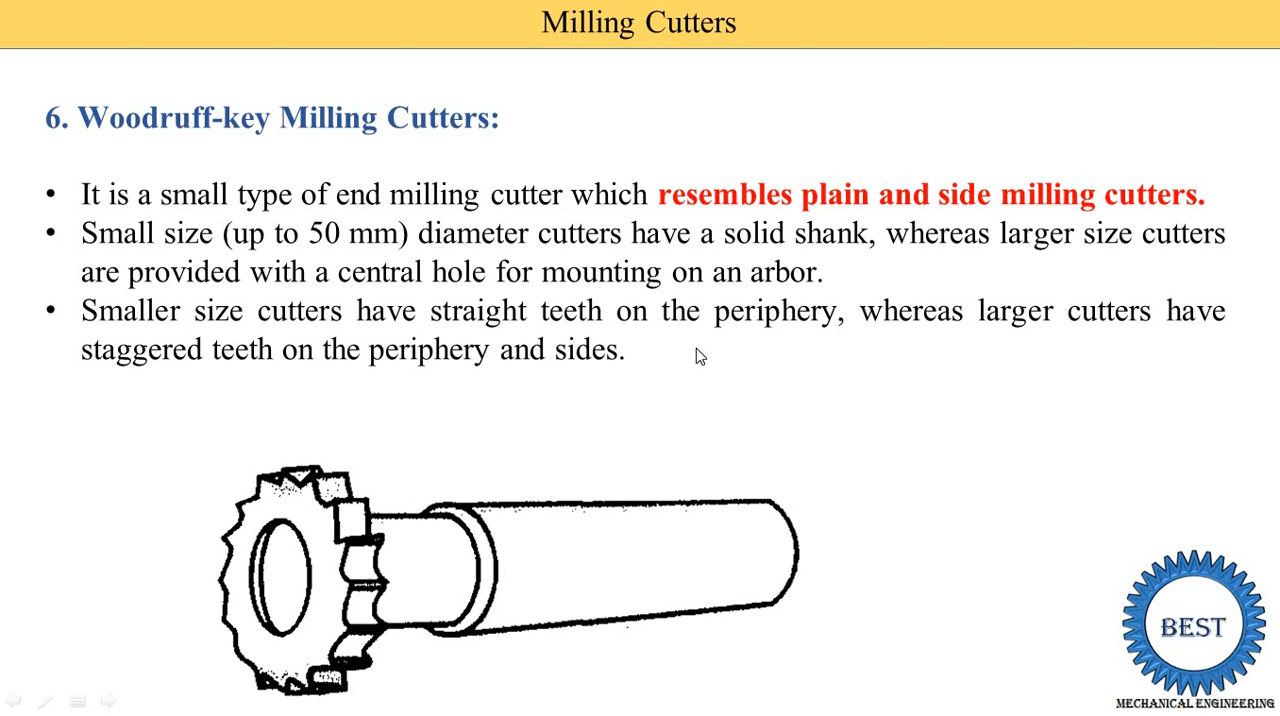 Milling Cutters
6. Woodruff-key Milling Cutters:
• It is a small type of end milling cutter which resembles plain and side milling cutters.
• Small size (up to 50 mm) diameter cutters have a solid shank, whereas larger size cutters
are provided with a central hole for mounting on an arbor.
• Smaller size cutters have straight teeth on the periphery, whereas larger cutters have
staggered teeth on the periphery and sides.
BEST
MECHANICAL ENGINEERING